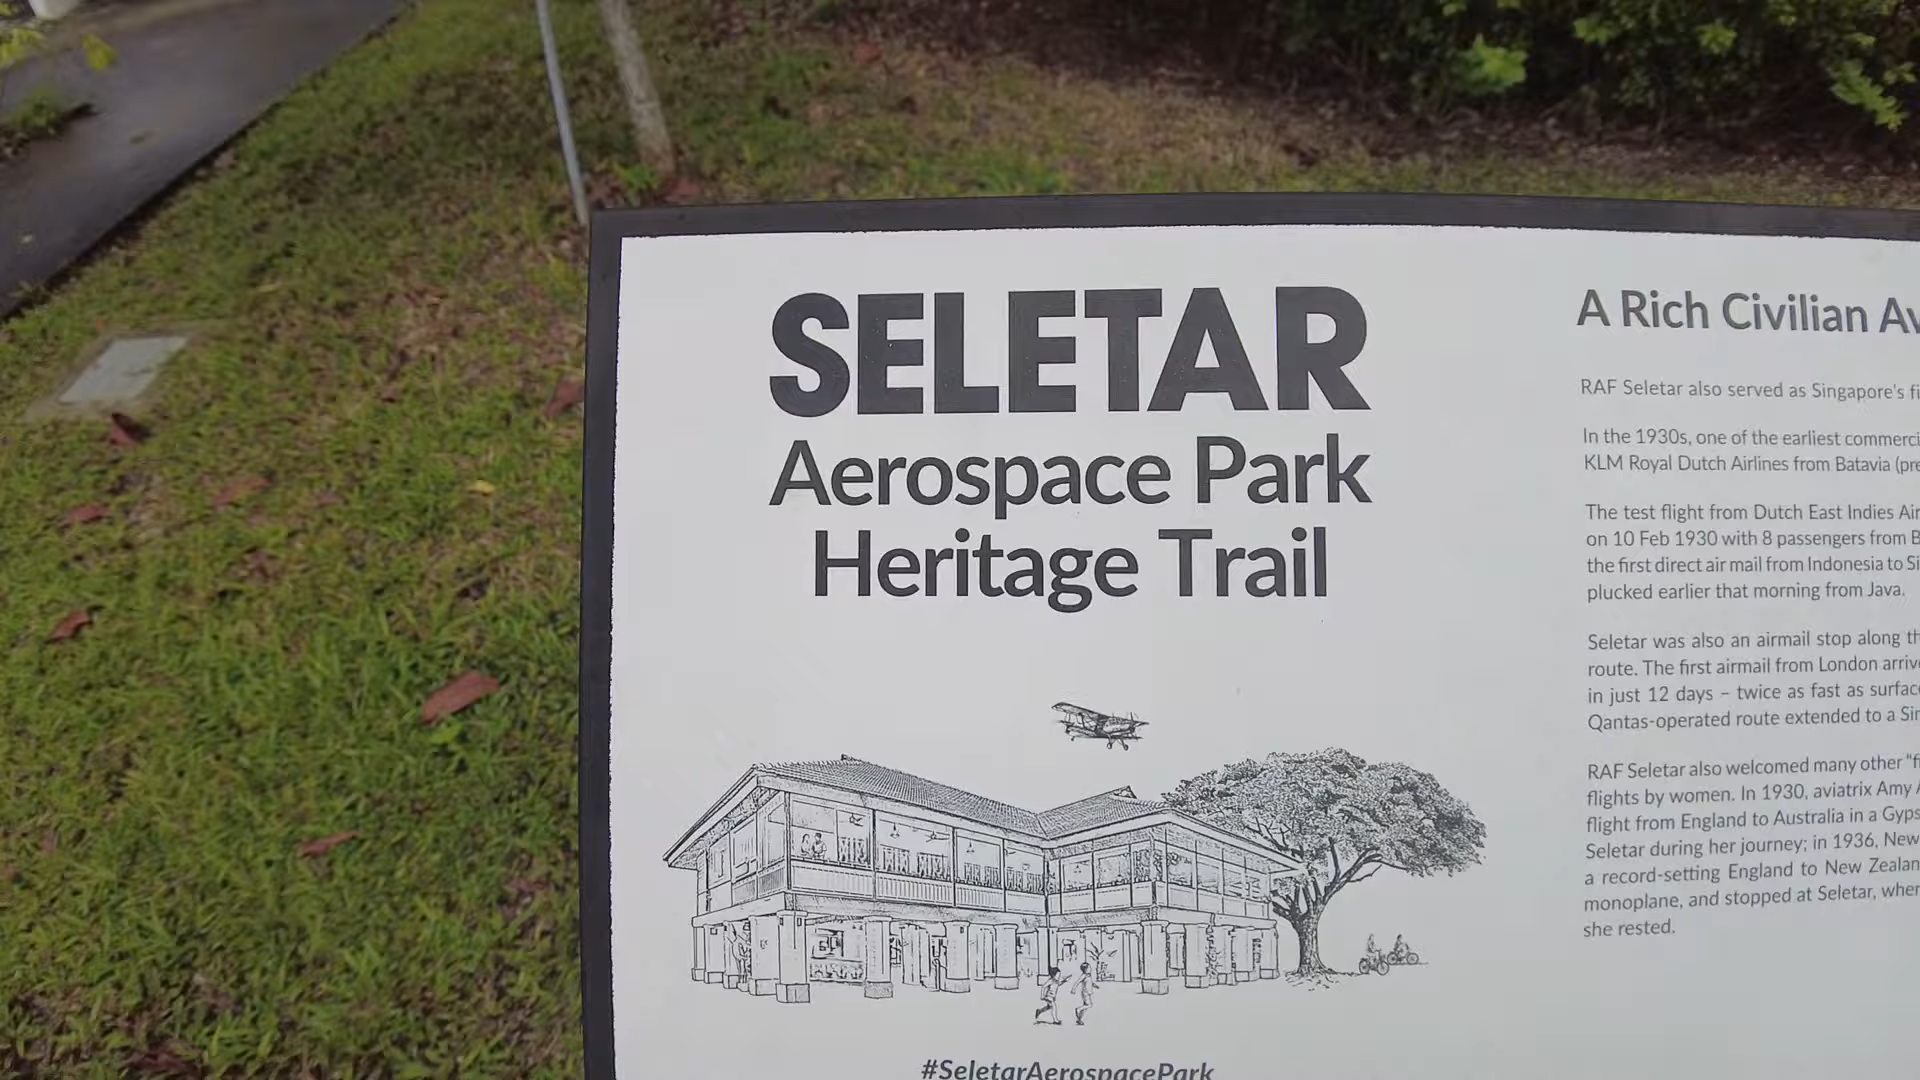 SELETAR
Aerospace Park
Heritage Trail
#SeletarAerospacePark
A Rich Civilian
RAF Seletar also served as Singapore's
In the 1930s, one of the earliest
KLM Royal Dutch Airlines from Batavia
The test flight from Dutch East Indies
on 10 Feb 1930 with 8 passengers from
the first direct air mail from Indonesia to
plucked earlier that morning from Java.
Seletar was also an airmail stop along
route. The first airmail from London
in just 12 days – twice as fast as
Qantas-operated route extended to a
RAF Seletar also welcomed many other
flights by women. In 1930, aviatrix Amy
flight from England to Australia in a
Seletar during her journey; in 1936, New
a record-setting England to New
monoplane, and stopped at Seletar,
she rested.